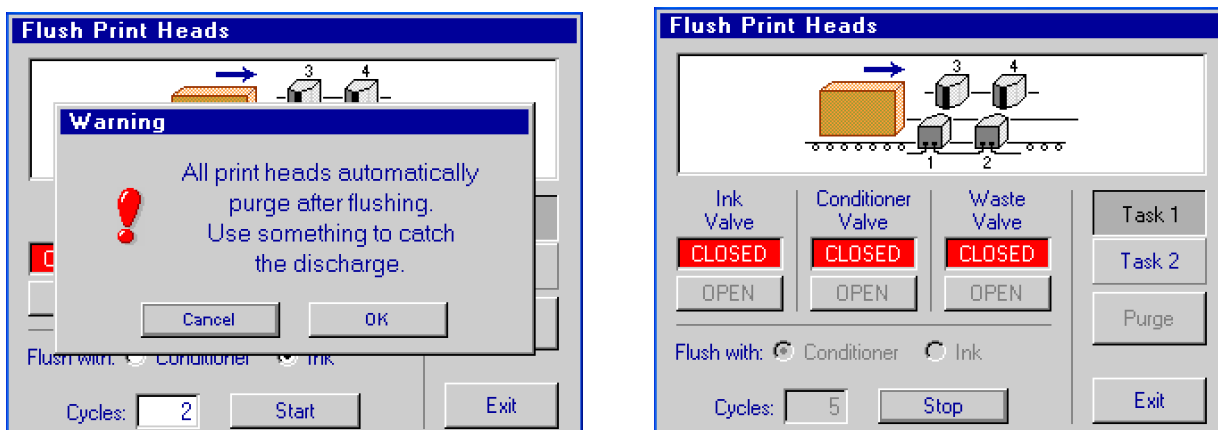 Flush Print Heads
3 4
Warning
All print heads automatically
purge after flushing.
Use something to catch
the discharge.
Cancel OK
Flush with: Conditioner Ink
Cycles: 2 Start Exit
Flush Print Heads
3 4
1 2
Ink Valve
CLOSED
OPEN
Conditioner Valve
CLOSED
OPEN
Waste Valve
CLOSED
OPEN
Task 1
Task 2
Purge
Flush with: Conditioner Ink
Cycles: 5 Stop Exit